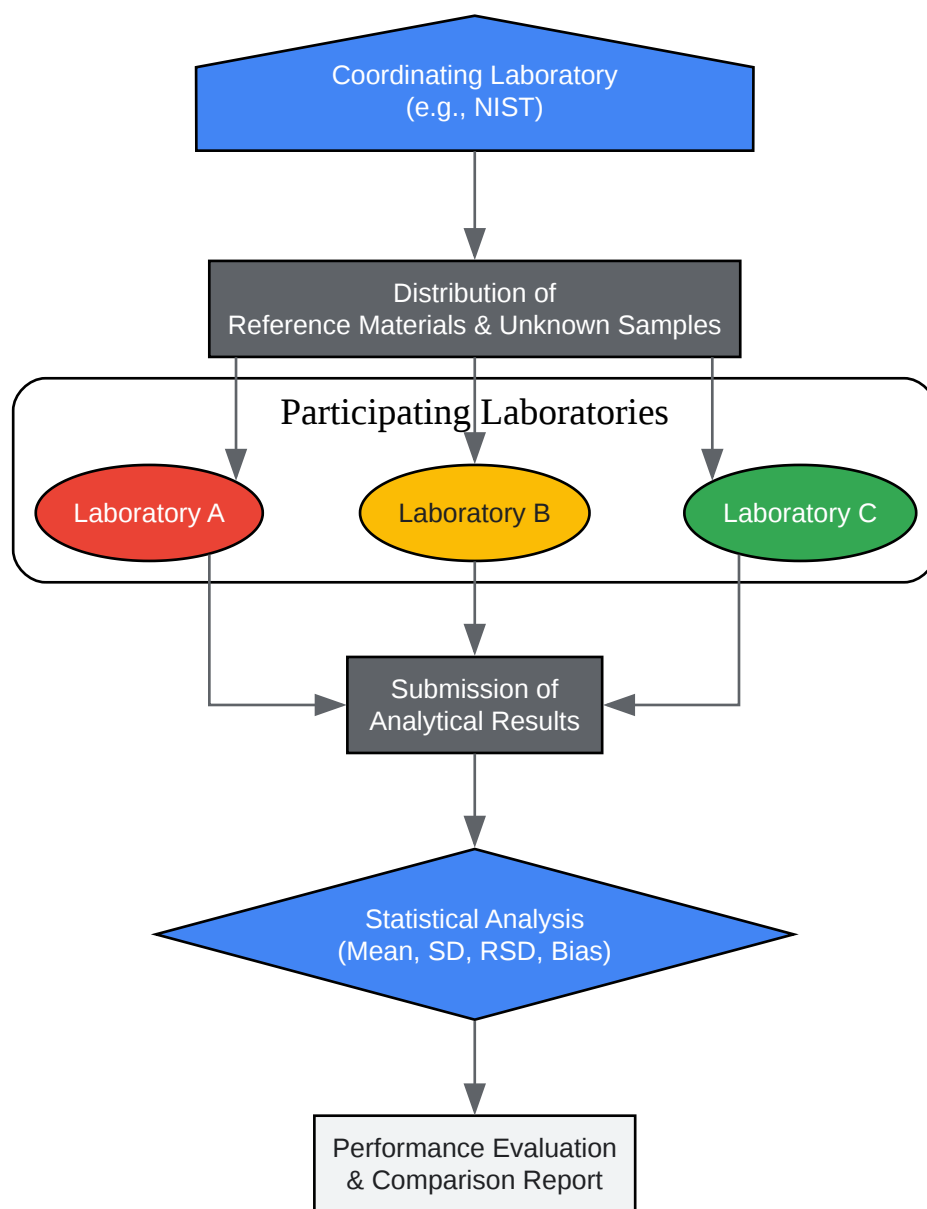 Coordinating Laboratory
(e.g., NIST)
Distribution of
Reference Materials & Unknown Samples
Participating Laboratories
Laboratory A
Laboratory B
Laboratory C
Submission of
Analytical Results
Statistical Analysis
(Mean, SD, RSD, Bias)
Performance Evaluation
& Comparison Report